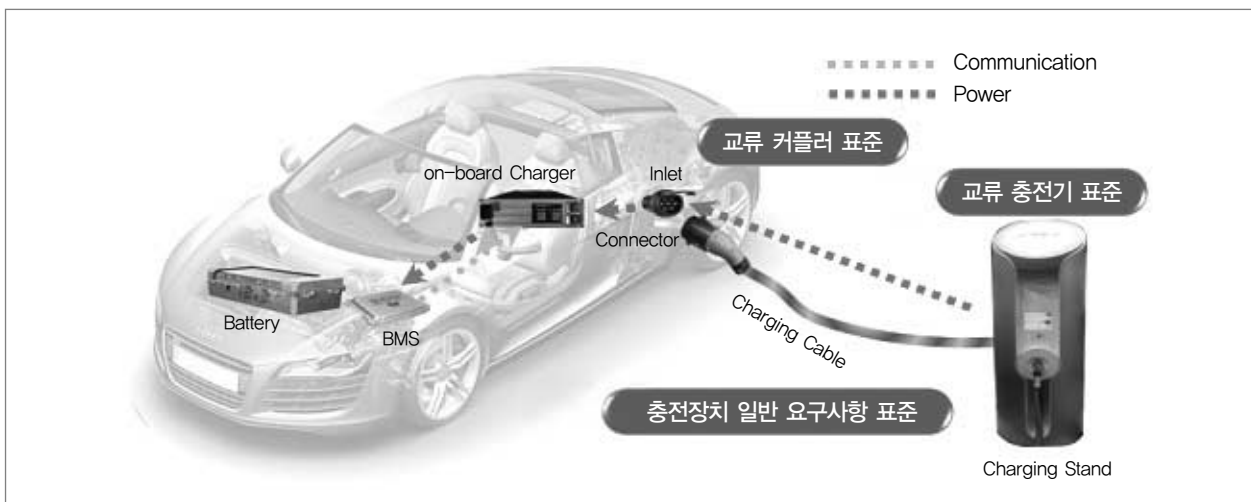 Communication
Power
교류 커플러 표준
on-board Charger
Inlet
교류 충전기 표준
Connector
Charging Cable
Battery
BMS
충전장치 일반 요구사항 표준
Charging Stand